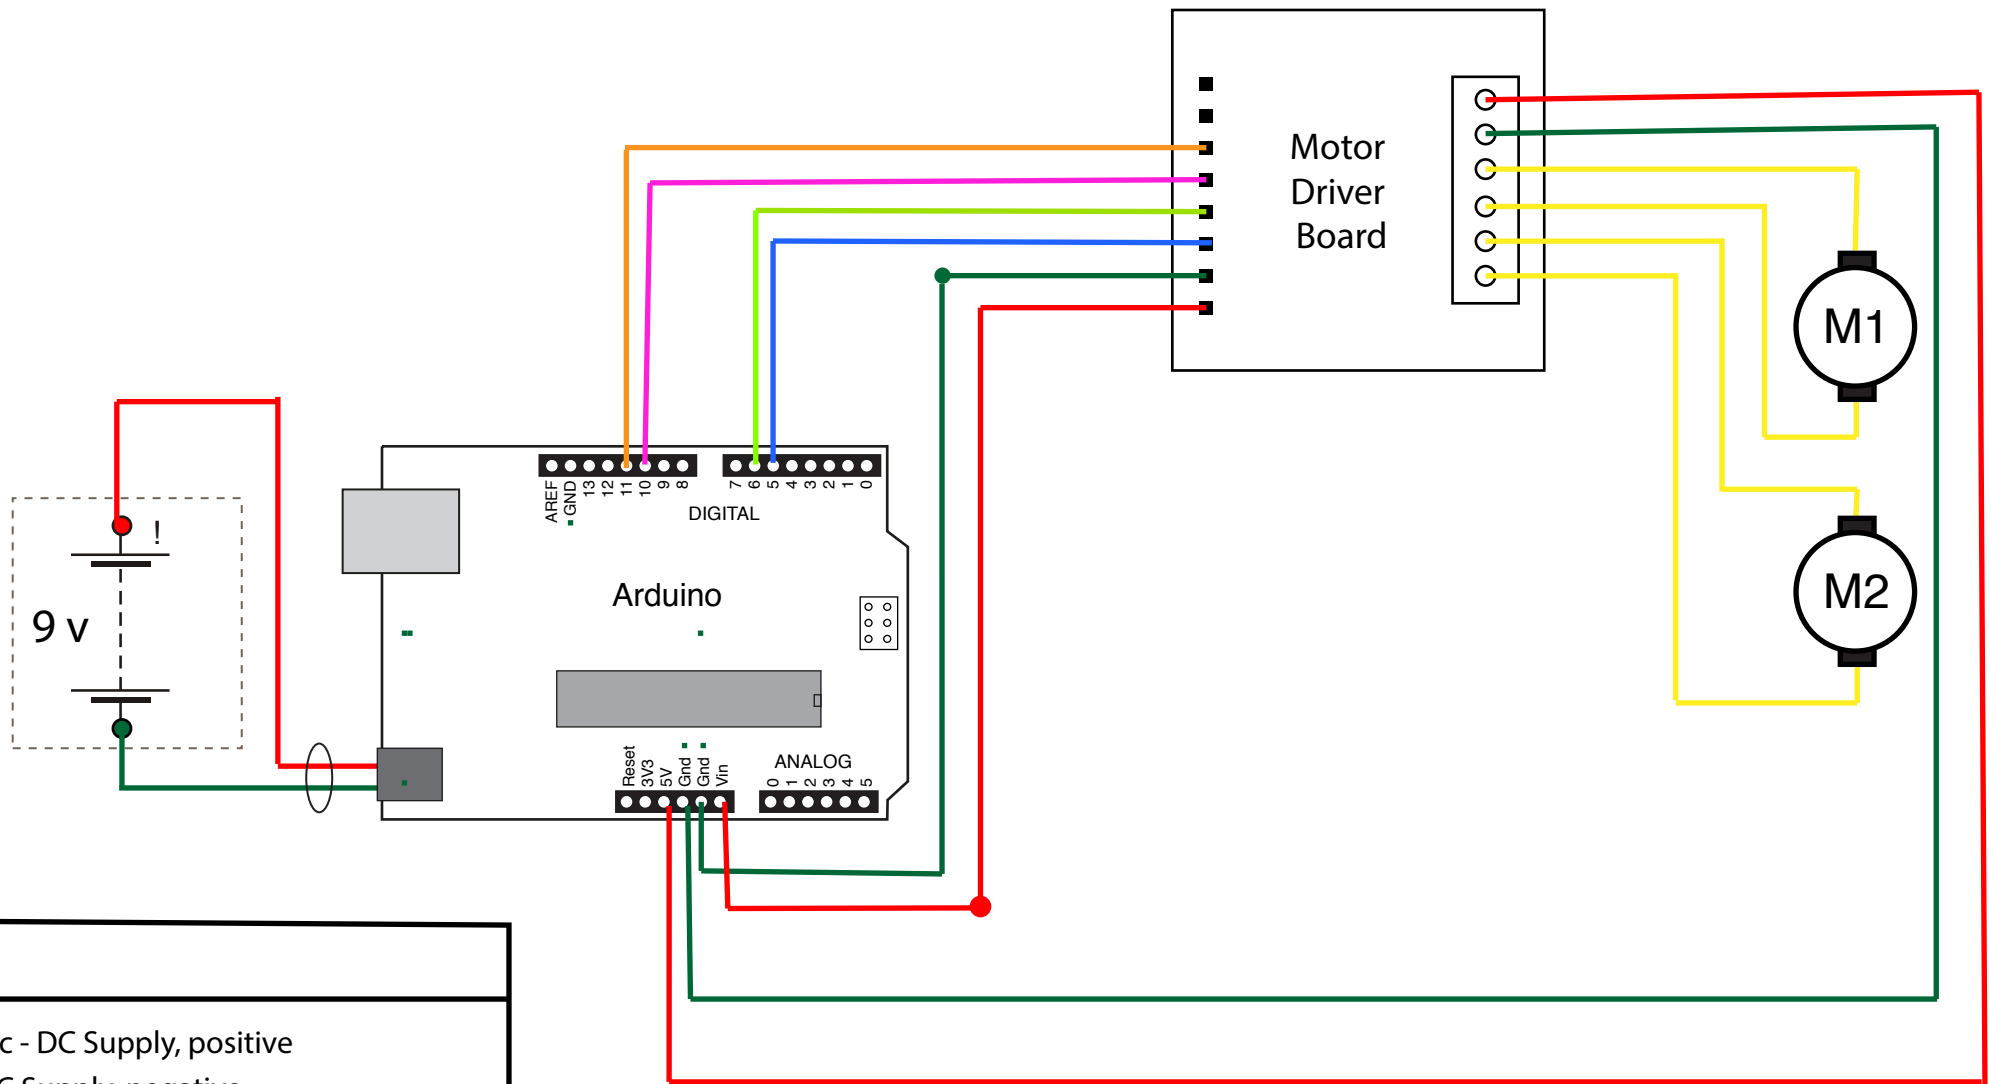 Motor
Driver
Board
M1
M2
9 v
!
AREF
GND
13
12
11
10
9
8
7
6
5
4
3
2
1
0
DIGITAL
Arduino
Reset
3V3
5V
Gnd
Gnd
Vin
ANALOG
0
1
2
3
4
5
c - DC Supply, positive
C Supply, negative